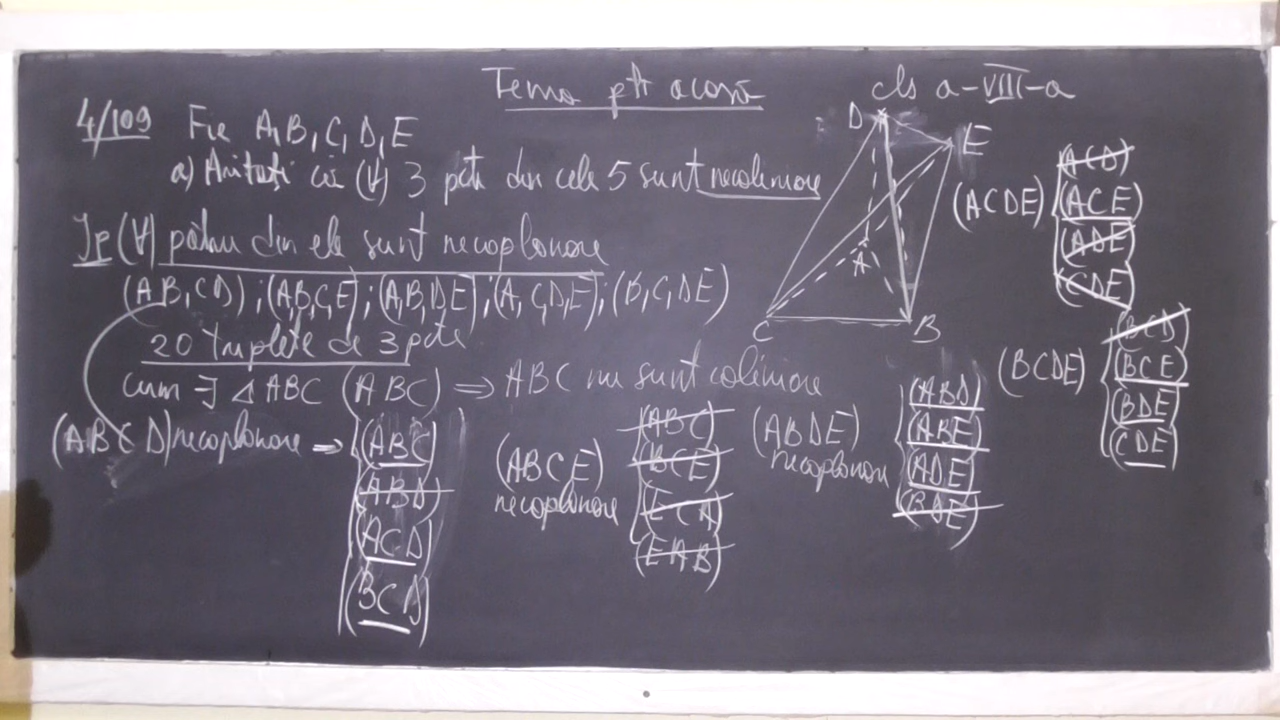 Tema pt acasă cls a-VIII-a
4/109 Fie A,B,C,D,E
a) Arătați că (∀) 3 pcte din cele 5 sunt necoliniare
Ip (∀) patru din ele sunt necoplanare
(A,B,C,D); (A,B,C,E); (A,B,D,E); (A,C,D,E); (B,C,D,E)
20 triplete de 3 pcte
cum ∃ ⊿ ABC (ABC) ⇒ ABC nu sunt coliniare
(ABCD) necoplanare ⇒
(ABC)
(ABD)
(ACD)
(BCD)
(ABCE)
necoplanare
(ABC)
(BCE)
(ECA)
(EAB)
(ABDE)
necoplanare
(ABD)
(ABE)
(ADE)
(BDE)
D
E
A
C
B
(ACDE)
(ACD)
(ACE)
(ADE)
(CDE)
(BCDE)
(BCD)
(BCE)
(BDE)
(CDE)